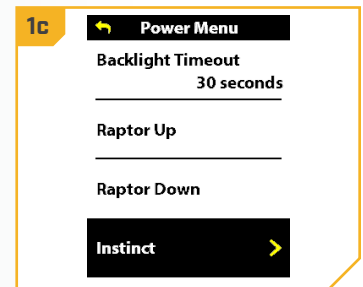 1c
Power Menu
Backlight Timeout
30 seconds
Raptor Up
Raptor Down
Instinct